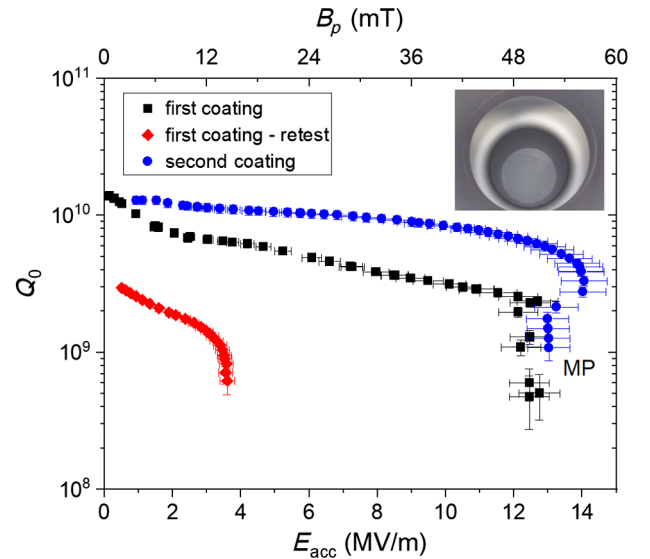 B_p (mT)
0 12 24 36 48 60
10^11
10^10
10^9
10^8
Q_0
first coating
first coating - retest
second coating
MP
0 2 4 6 8 10 12 14
E_acc (MV/m)